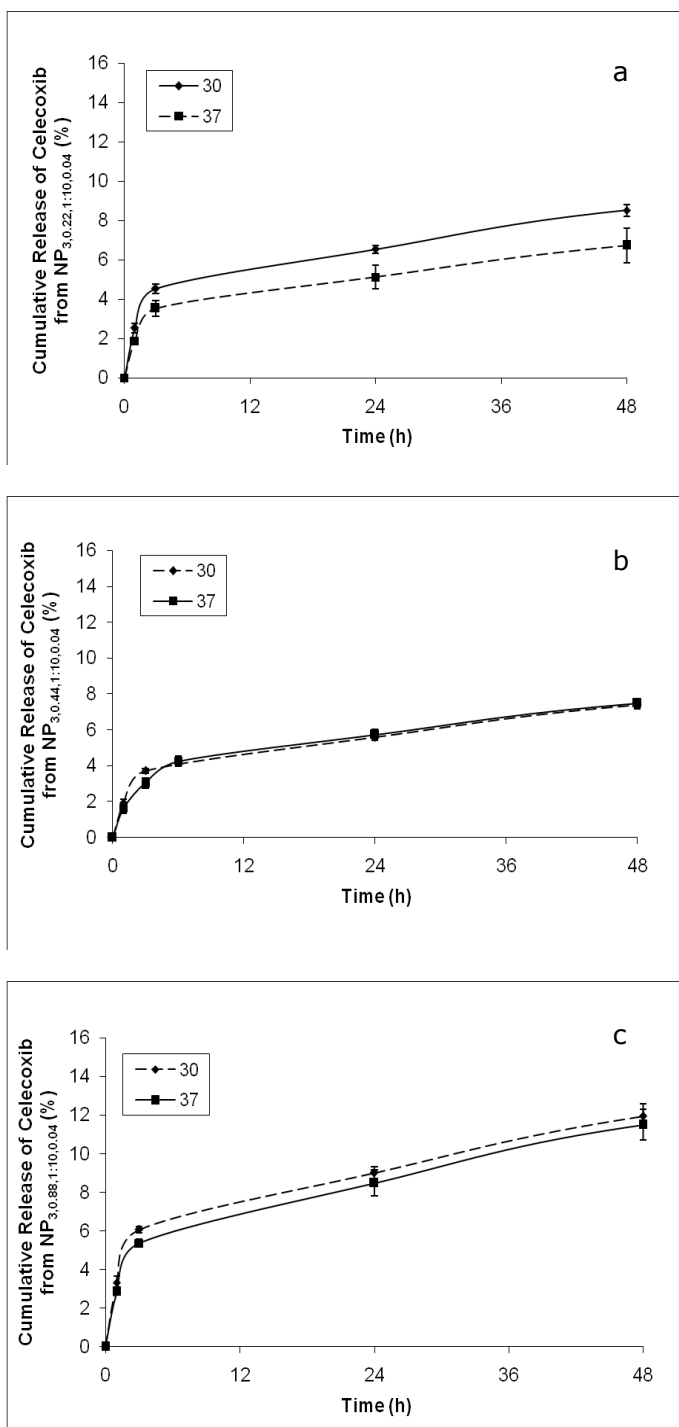 a
30
37
Cumulative Release of Celecoxib
from NP3,0.22,1:10,0.04 (%)
16
14
12
10
8
6
4
2
0
0 12 24 36 48
Time (h)
b
30
37
Cumulative Release of Celecoxib
from NP3,0.44,1:10,0.04 (%)
16
14
12
10
8
6
4
2
0
0 12 24 36 48
Time (h)
c
30
37
Cumulative Release of Celecoxib
from NP3,0.88,1:10,0.04 (%)
16
14
12
10
8
6
4
2
0
0 12 24 36 48
Time (h)